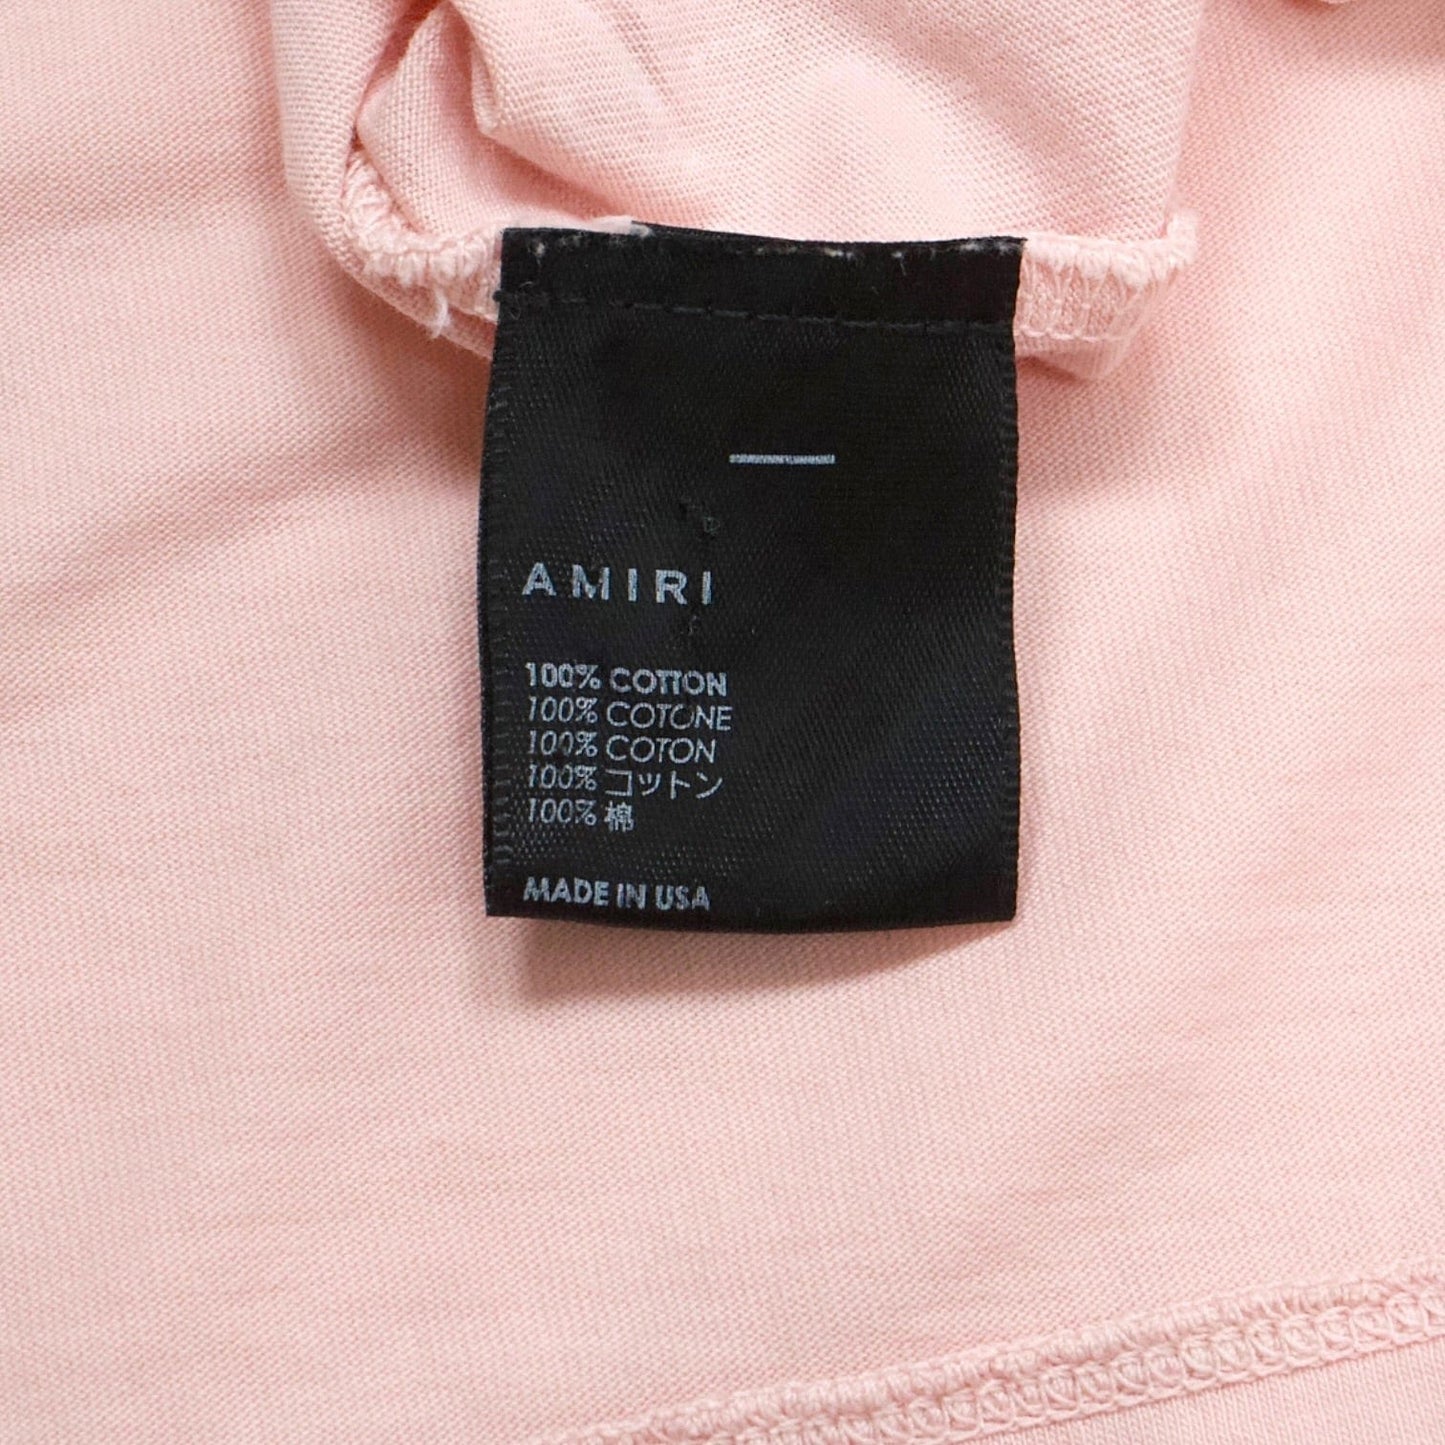 AMIRI
100% COTTON
100% COTONE
100% COTON
100% コットン
100% 棉
MADE IN USA